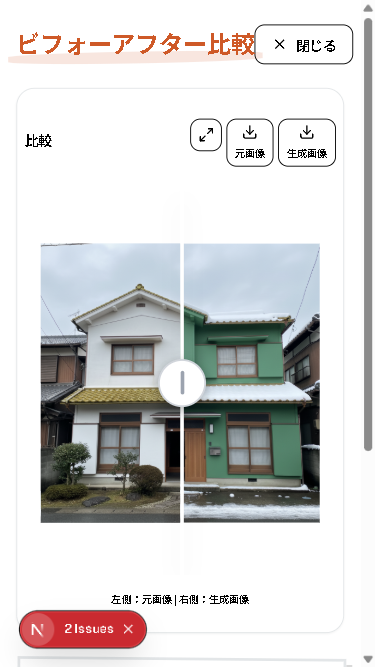 ビフォーアフター比較
× 閉じる
比較
元画像
生成画像
左側：元画像 | 右側：生成画像
N 2 Issues ×